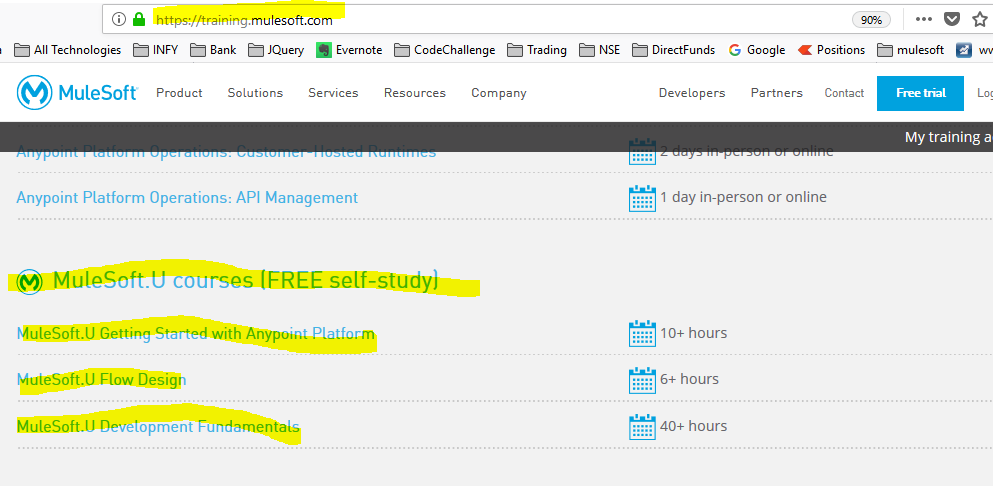 https://training.mulesoft.com 90%
All Technologies INFY Bank JQuery Evernote CodeChallenge Trading NSE DirectFunds Google Positions mulesoft
MuleSoft Product Solutions Services Resources Company Developers Partners Contact Free trial
My training
Anypoint Platform Operations: Customer-Hosted Runtimes 2 days in-person or online
Anypoint Platform Operations: API Management 1 day in-person or online
MuleSoft.U courses (FREE self-study)
MuleSoft.U Getting Started with Anypoint Platform 10+ hours
MuleSoft.U Flow Design 6+ hours
MuleSoft.U Development Fundamentals 40+ hours